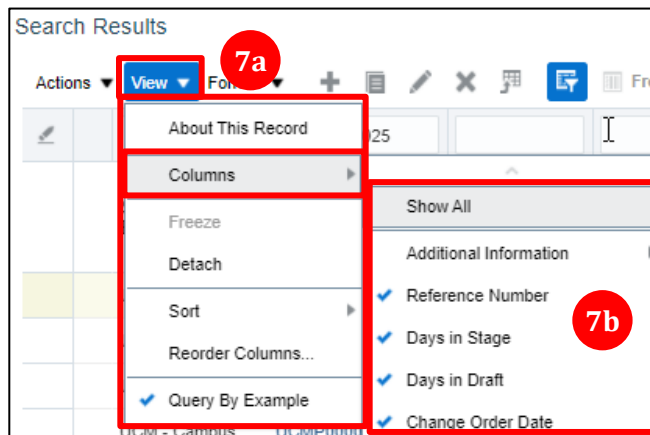 Search Results
7a
Actions View Fre
025
About This Record
Columns
Freeze
Detach
Sort
Reorder Columns...
Query By Example
Show All
Additional Information
Reference Number
7b
Days in Stage
Days in Draft
Change Order Date